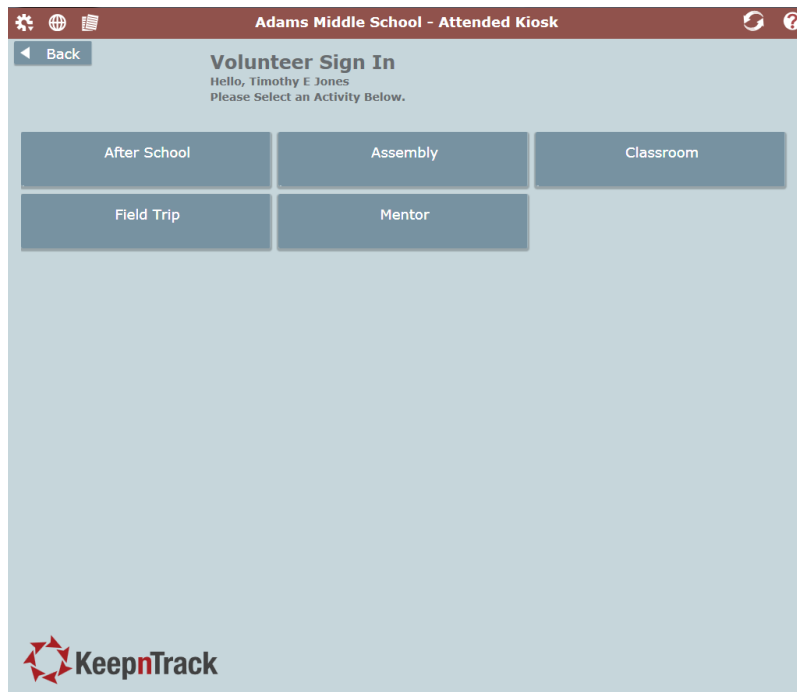 Adams Middle School - Attended Kiosk
Back
Volunteer Sign In
Hello, Timothy E Jones
Please Select an Activity Below.
After School
Assembly
Classroom
Field Trip
Mentor
KeepnTrack